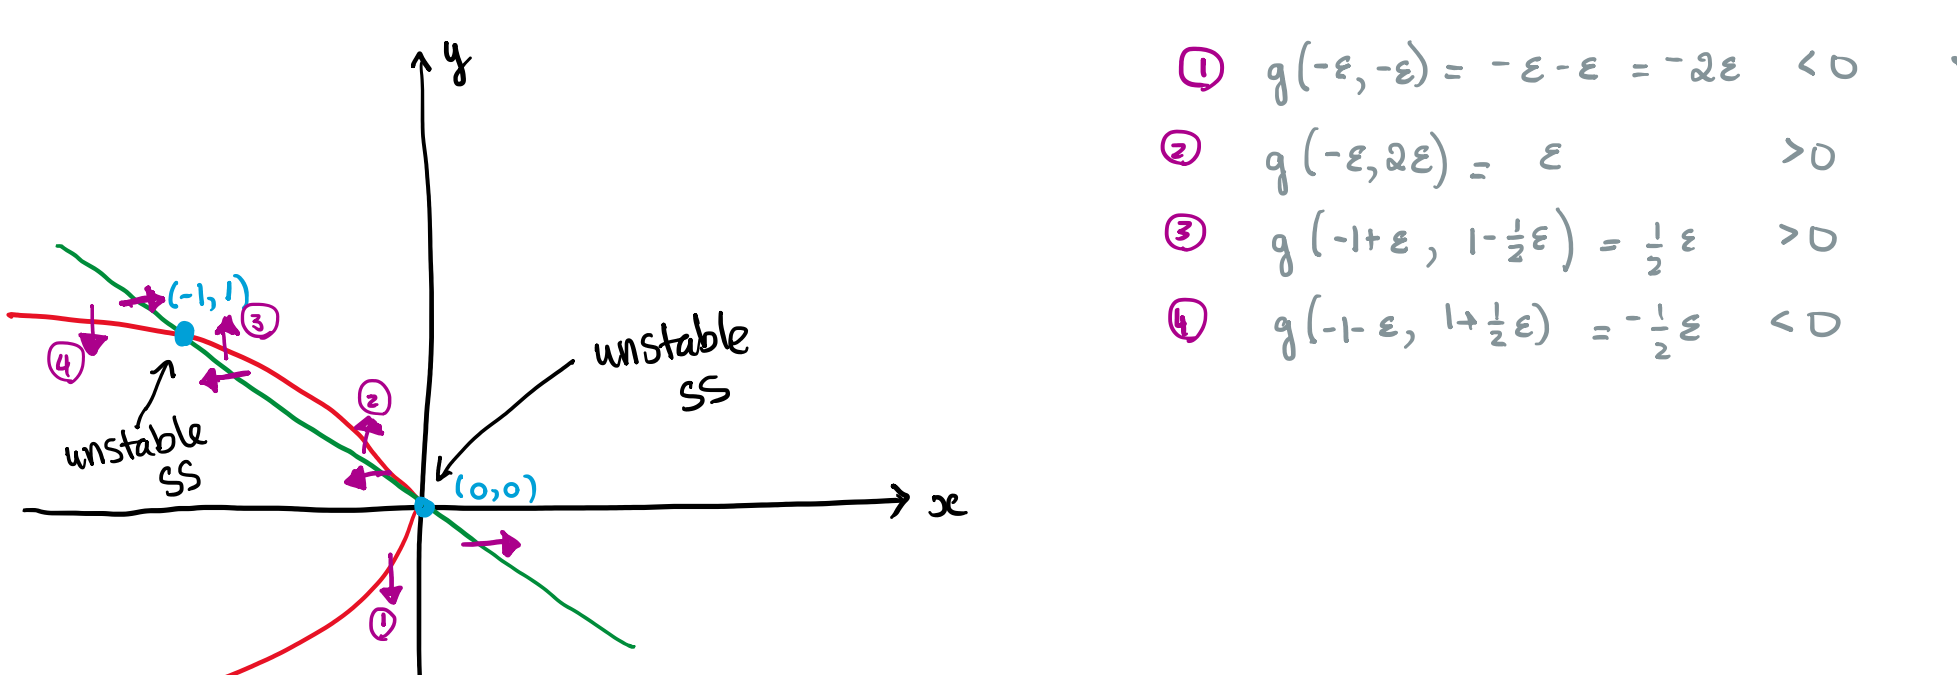 y
① g(-ε, -ε) = -ε-ε = -2ε <0
② g(-ε, 2ε) = ε >0
③ g(-1+ε, 1-½ε) = ½ε >0
④ g(-1-ε, 1+½ε) = -½ε <0
(-1, 1)
③
④
unstable
ss
②
unstable
ss
(0,0)
x
①